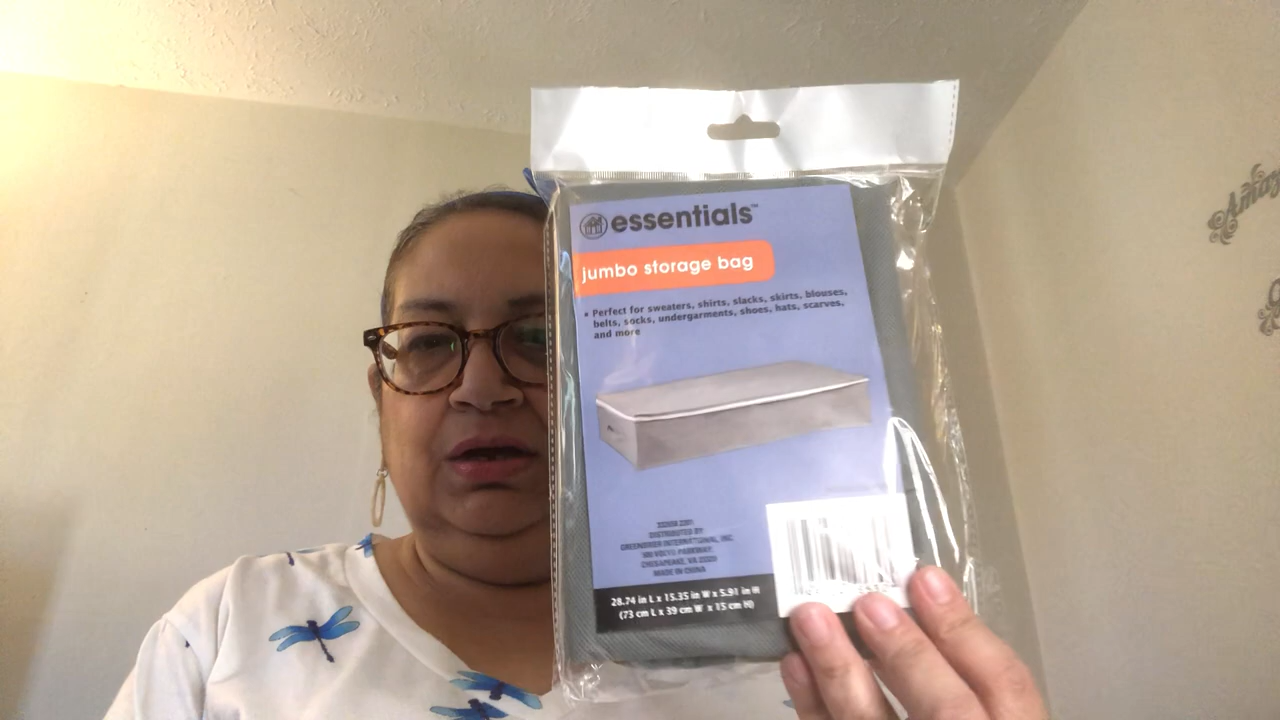 essentials™
jumbo storage bag
• Perfect for sweaters, shirts, slacks, skirts, blouses,
belts, socks, undergarments, shoes, hats, scarves,
and more
DISTRIBUTED BY
GREENBRIER INTERNATIONAL, INC.
CHESAPEAKE, VA 23320
MADE IN CHINA
28.74 in L x 15.35 in W x 5.91 in H
(73 cm L x 39 cm W x 15 cm H)